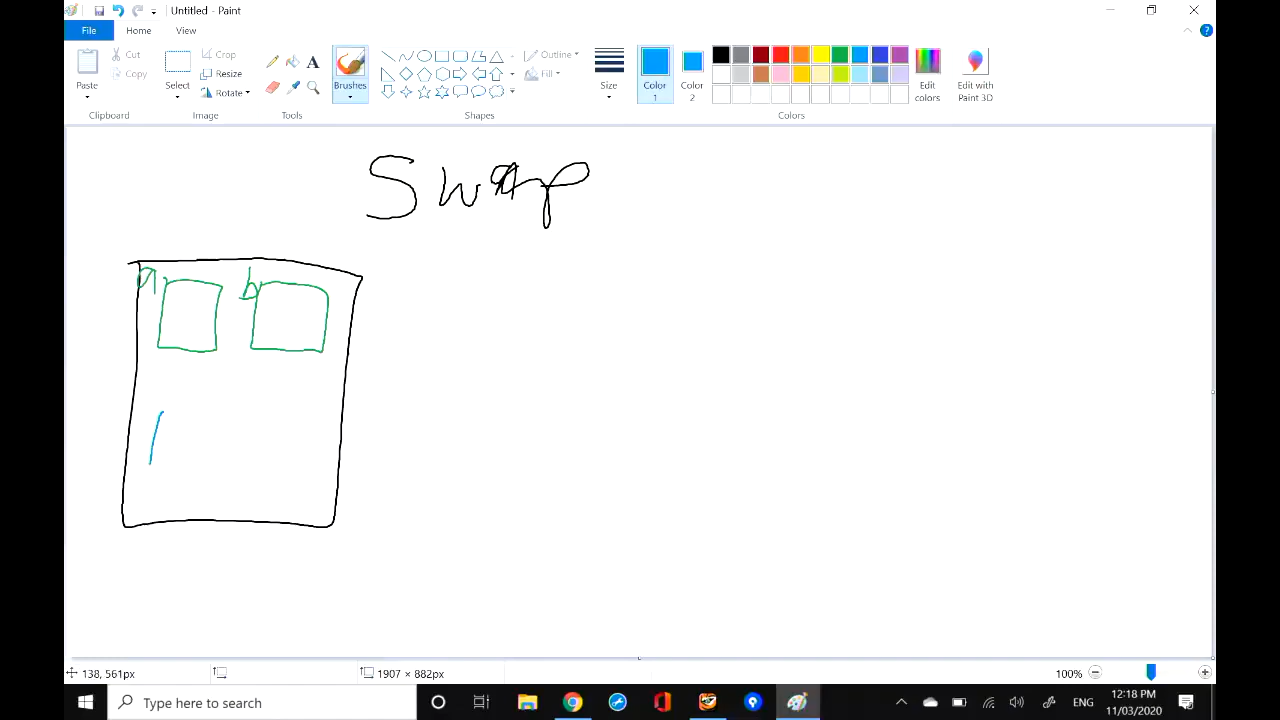 Untitled - Paint
File
Home
View
Paste
Cut
Copy
Clipboard
Select
Crop
Resize
Rotate
Image
A
Tools
Brushes
Shapes
Outline
Fill
Size
Color 1
Color 2
Edit colors
Edit with Paint 3D
Colors
Swap
a
b
138, 561px
1907 × 882px
100%
Type here to search
ENG
12:18 PM
11/03/2020